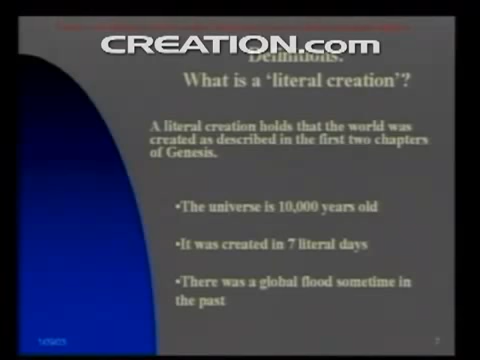 CREATION.com
Definitions:
What is a 'literal creation'?
A literal creation holds that the world was
created as described in the first two chapters
of Genesis.
•The universe is 10,000 years old
•It was created in 7 literal days
•There was a global flood sometime in
the past
7